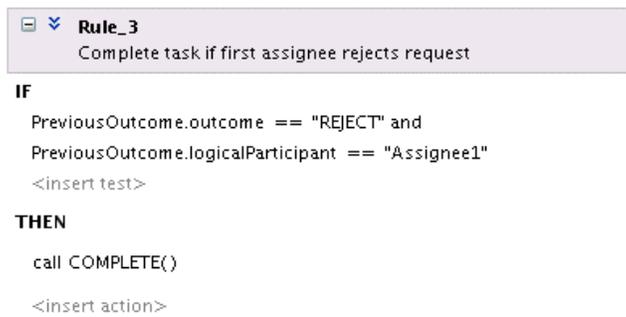 Rule_3
Complete task if first assignee rejects request
IF
PreviousOutcome.outcome == "REJECT" and
PreviousOutcome.logicalParticipant == "Assignee1"
<insert test>
THEN
call COMPLETE()
<insert action>